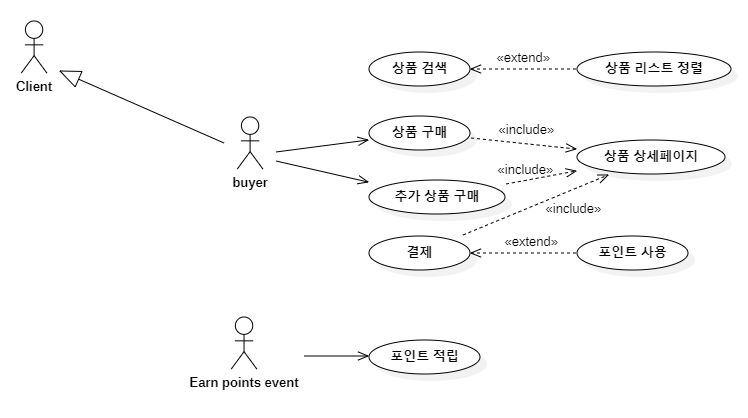 Client
buyer
상품 검색
«extend»
상품 리스트 정렬
상품 구매
«include»
상품 상세페이지
추가 상품 구매
«include»
«include»
결제
«extend»
포인트 사용
Earn points event
포인트 적립